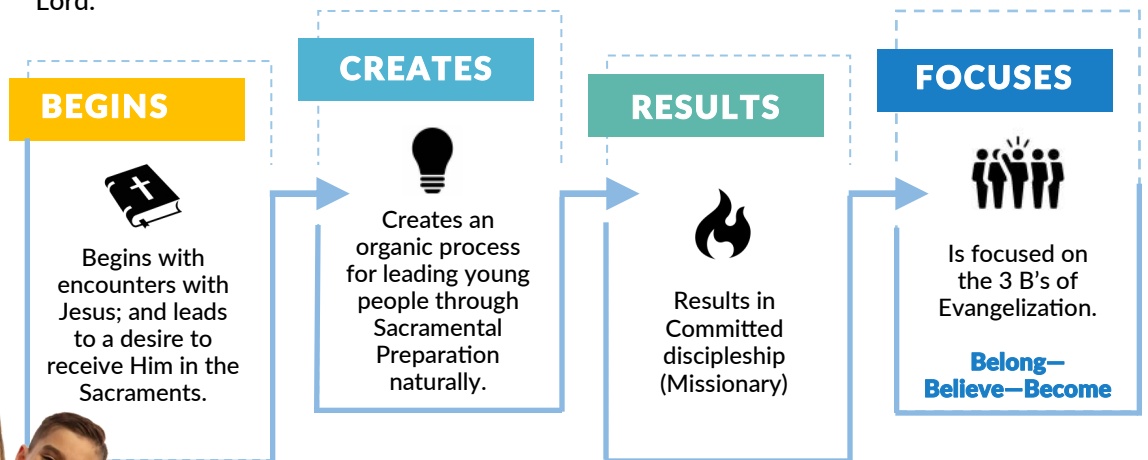 Lord.
BEGINS
Begins with
encounters with
Jesus; and leads
to a desire to
receive Him in the
Sacraments.
CREATES
Creates an
organic process
for leading young
people through
Sacramental
Preparation
naturally.
RESULTS
Results in
Committed
discipleship
(Missionary)
FOCUSES
Is focused on
the 3 B's of
Evangelization.
Belong—
Believe—Become